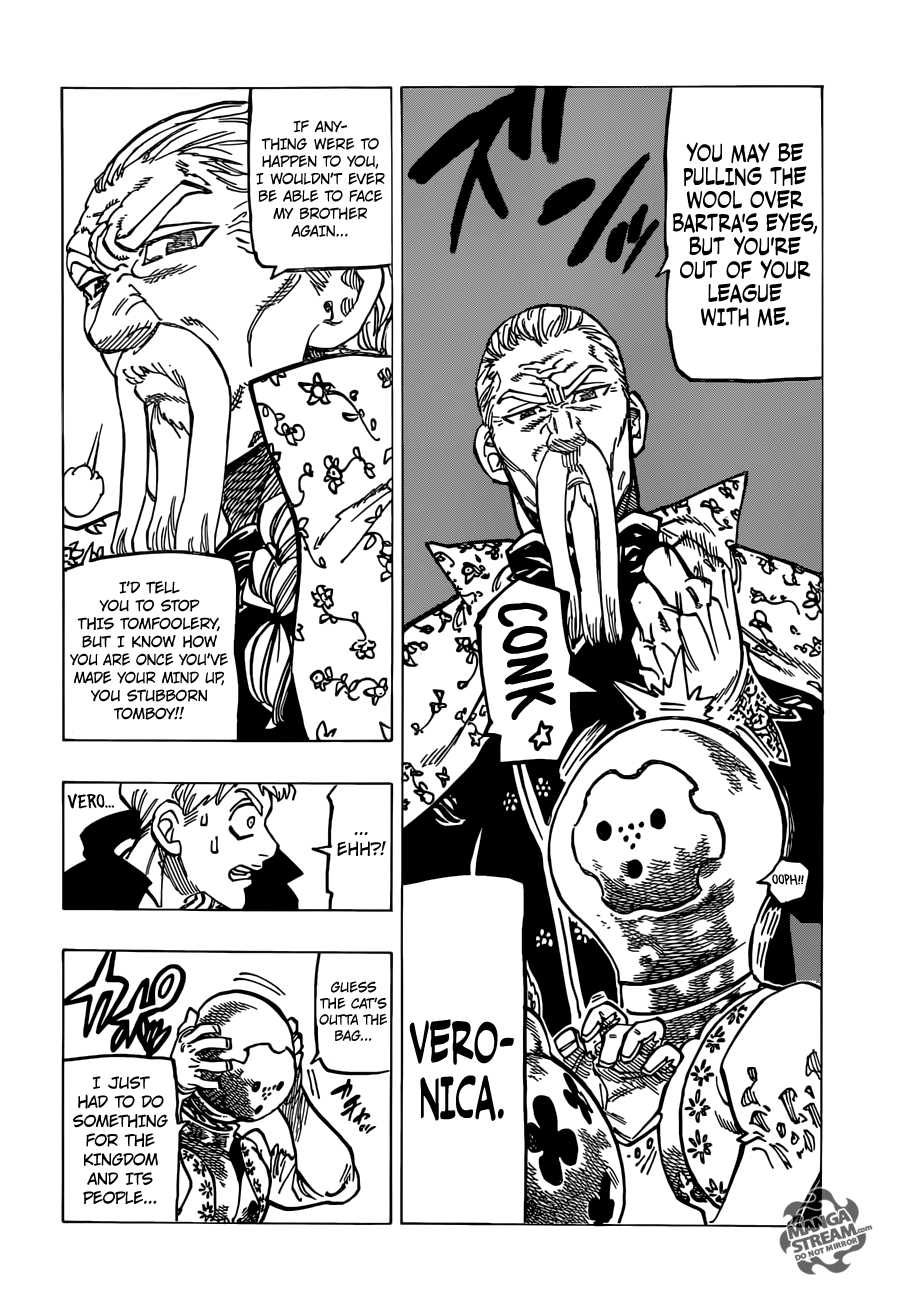 YOU MAY BE
PULLING THE
WOOL OVER
BARTRA'S EYES,
BUT YOU'RE
OUT OF YOUR
LEAGUE
WITH ME.
CONK
OOPH!!
VERO-
NICA.
IF ANY-
THING WERE TO
HAPPEN TO YOU,
I WOULDN'T EVER
BE ABLE TO FACE
MY BROTHER
AGAIN...
I'D TELL
YOU TO STOP
THIS TOMFOOLERY,
BUT I KNOW HOW
YOU ARE ONCE YOU'VE
MADE YOUR MIND UP,
YOU STUBBORN
TOMBOY!!
...
EHH?!
VERO...
GUESS
THE CAT'S
OUTTA THE
BAG...
I JUST
HAD TO DO
SOMETHING
FOR THE
KINGDOM
AND ITS
PEOPLE...
MANGA
STREAM.com
DO NOT MIRROR